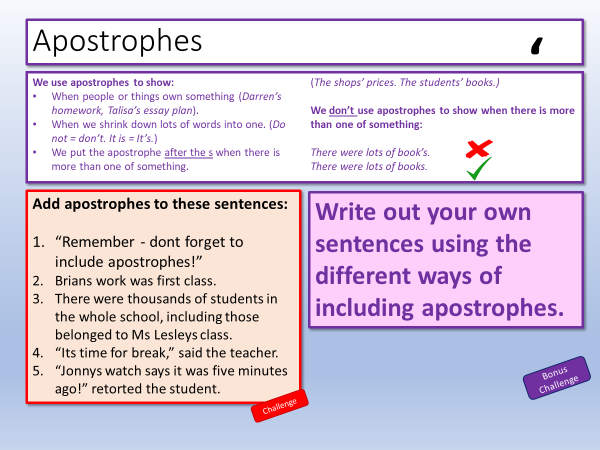 Apostrophes
‘
We use apostrophes to show:
• When people or things own something (Darren’s
homework, Talisa’s essay plan).
• When we shrink down lots of words into one. (Do
not = don’t. It is = It’s.)
• We put the apostrophe after the s when there is
more than one of something.
(The shops’ prices. The students’ books.)
We don’t use apostrophes to show when there is more
than one of something:
There were lots of book’s.
There were lots of books.
Add apostrophes to these sentences:
1. “Remember - dont forget to
include apostrophes!”
2. Brians work was first class.
3. There were thousands of students in
the whole school, including those
belonged to Ms Lesleys class.
4. “Its time for break,” said the teacher.
5. “Jonnys watch says it was five minutes
ago!” retorted the student.
Challenge
Write out your own
sentences using the
different ways of
including apostrophes.
Bonus
Challenge